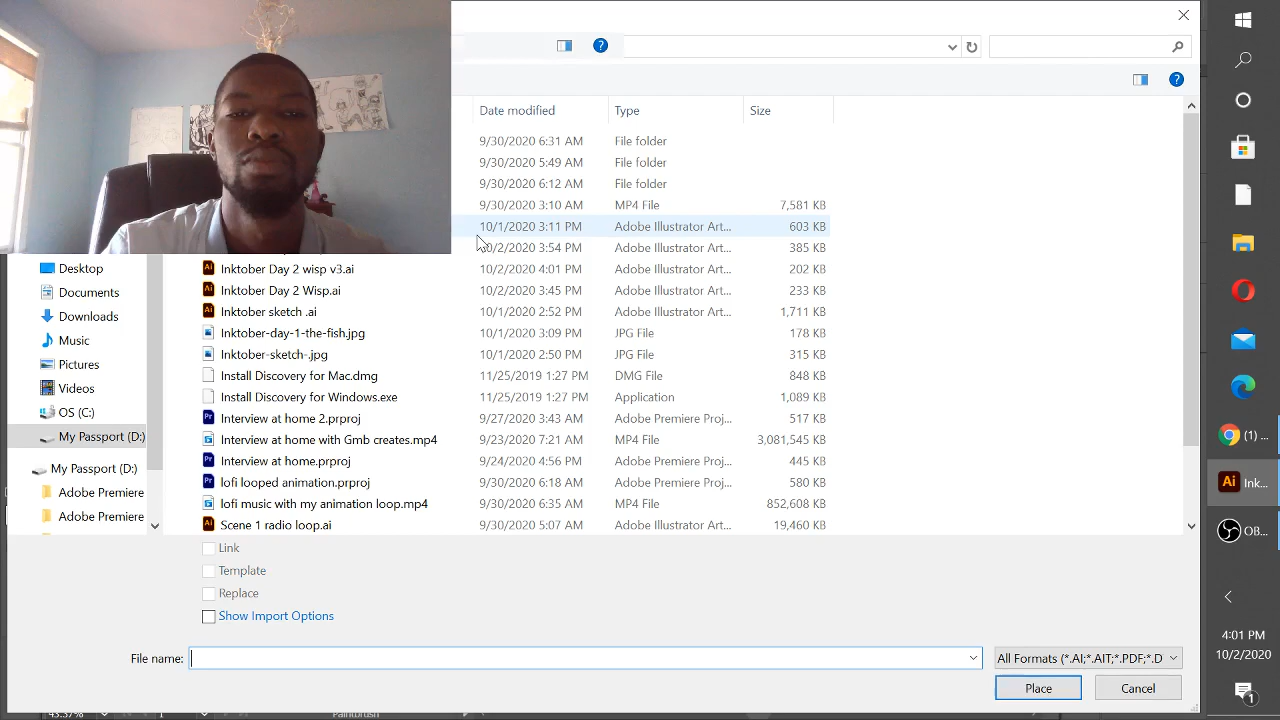 Date modified Type Size
9/30/2020 6:31 AM File folder
9/30/2020 5:49 AM File folder
9/30/2020 6:12 AM File folder
9/30/2020 3:10 AM MP4 File 7,581 KB
10/1/2020 3:11 PM Adobe Illustrator Art... 603 KB
10/2/2020 3:54 PM Adobe Illustrator Art... 385 KB
Desktop Inktober Day 2 wisp v3.ai 10/2/2020 4:01 PM Adobe Illustrator Art... 202 KB
Documents Inktober Day 2 Wisp.ai 10/2/2020 3:45 PM Adobe Illustrator Art... 233 KB
Downloads Inktober sketch .ai 10/1/2020 2:52 PM Adobe Illustrator Art... 1,711 KB
Music Inktober-day-1-the-fish.jpg 10/1/2020 3:09 PM JPG File 178 KB
Pictures Inktober-sketch-.jpg 10/1/2020 2:50 PM JPG File 315 KB
Videos Install Discovery for Mac.dmg 11/25/2019 1:27 PM DMG File 848 KB
OS (C:) Install Discovery for Windows.exe 11/25/2019 1:27 PM Application 1,089 KB
My Passport (D:) Interview at home 2.prproj 9/27/2020 3:43 AM Adobe Premiere Proj... 517 KB
Interview at home with Gmb creates.mp4 9/23/2020 7:21 AM MP4 File 3,081,545 KB
My Passport (D:) Interview at home.prproj 9/24/2020 4:56 PM Adobe Premiere Proj... 445 KB
Adobe Premiere lofi looped animation.prproj 9/30/2020 6:18 AM Adobe Premiere Proj... 580 KB
lofi music with my animation loop.mp4 9/30/2020 6:35 AM MP4 File 852,608 KB
Adobe Premiere Scene 1 radio loop.ai 9/30/2020 5:07 AM Adobe Illustrator Art... 19,460 KB
Link
Template
Replace
Show Import Options
File name: All Formats (*.AI;*.AIT;*.PDF;*.D
Place Cancel
43.37% 1 Paintbrush
(1) ...
Ai Ink...
OB...
4:01 PM
10/2/2020
1